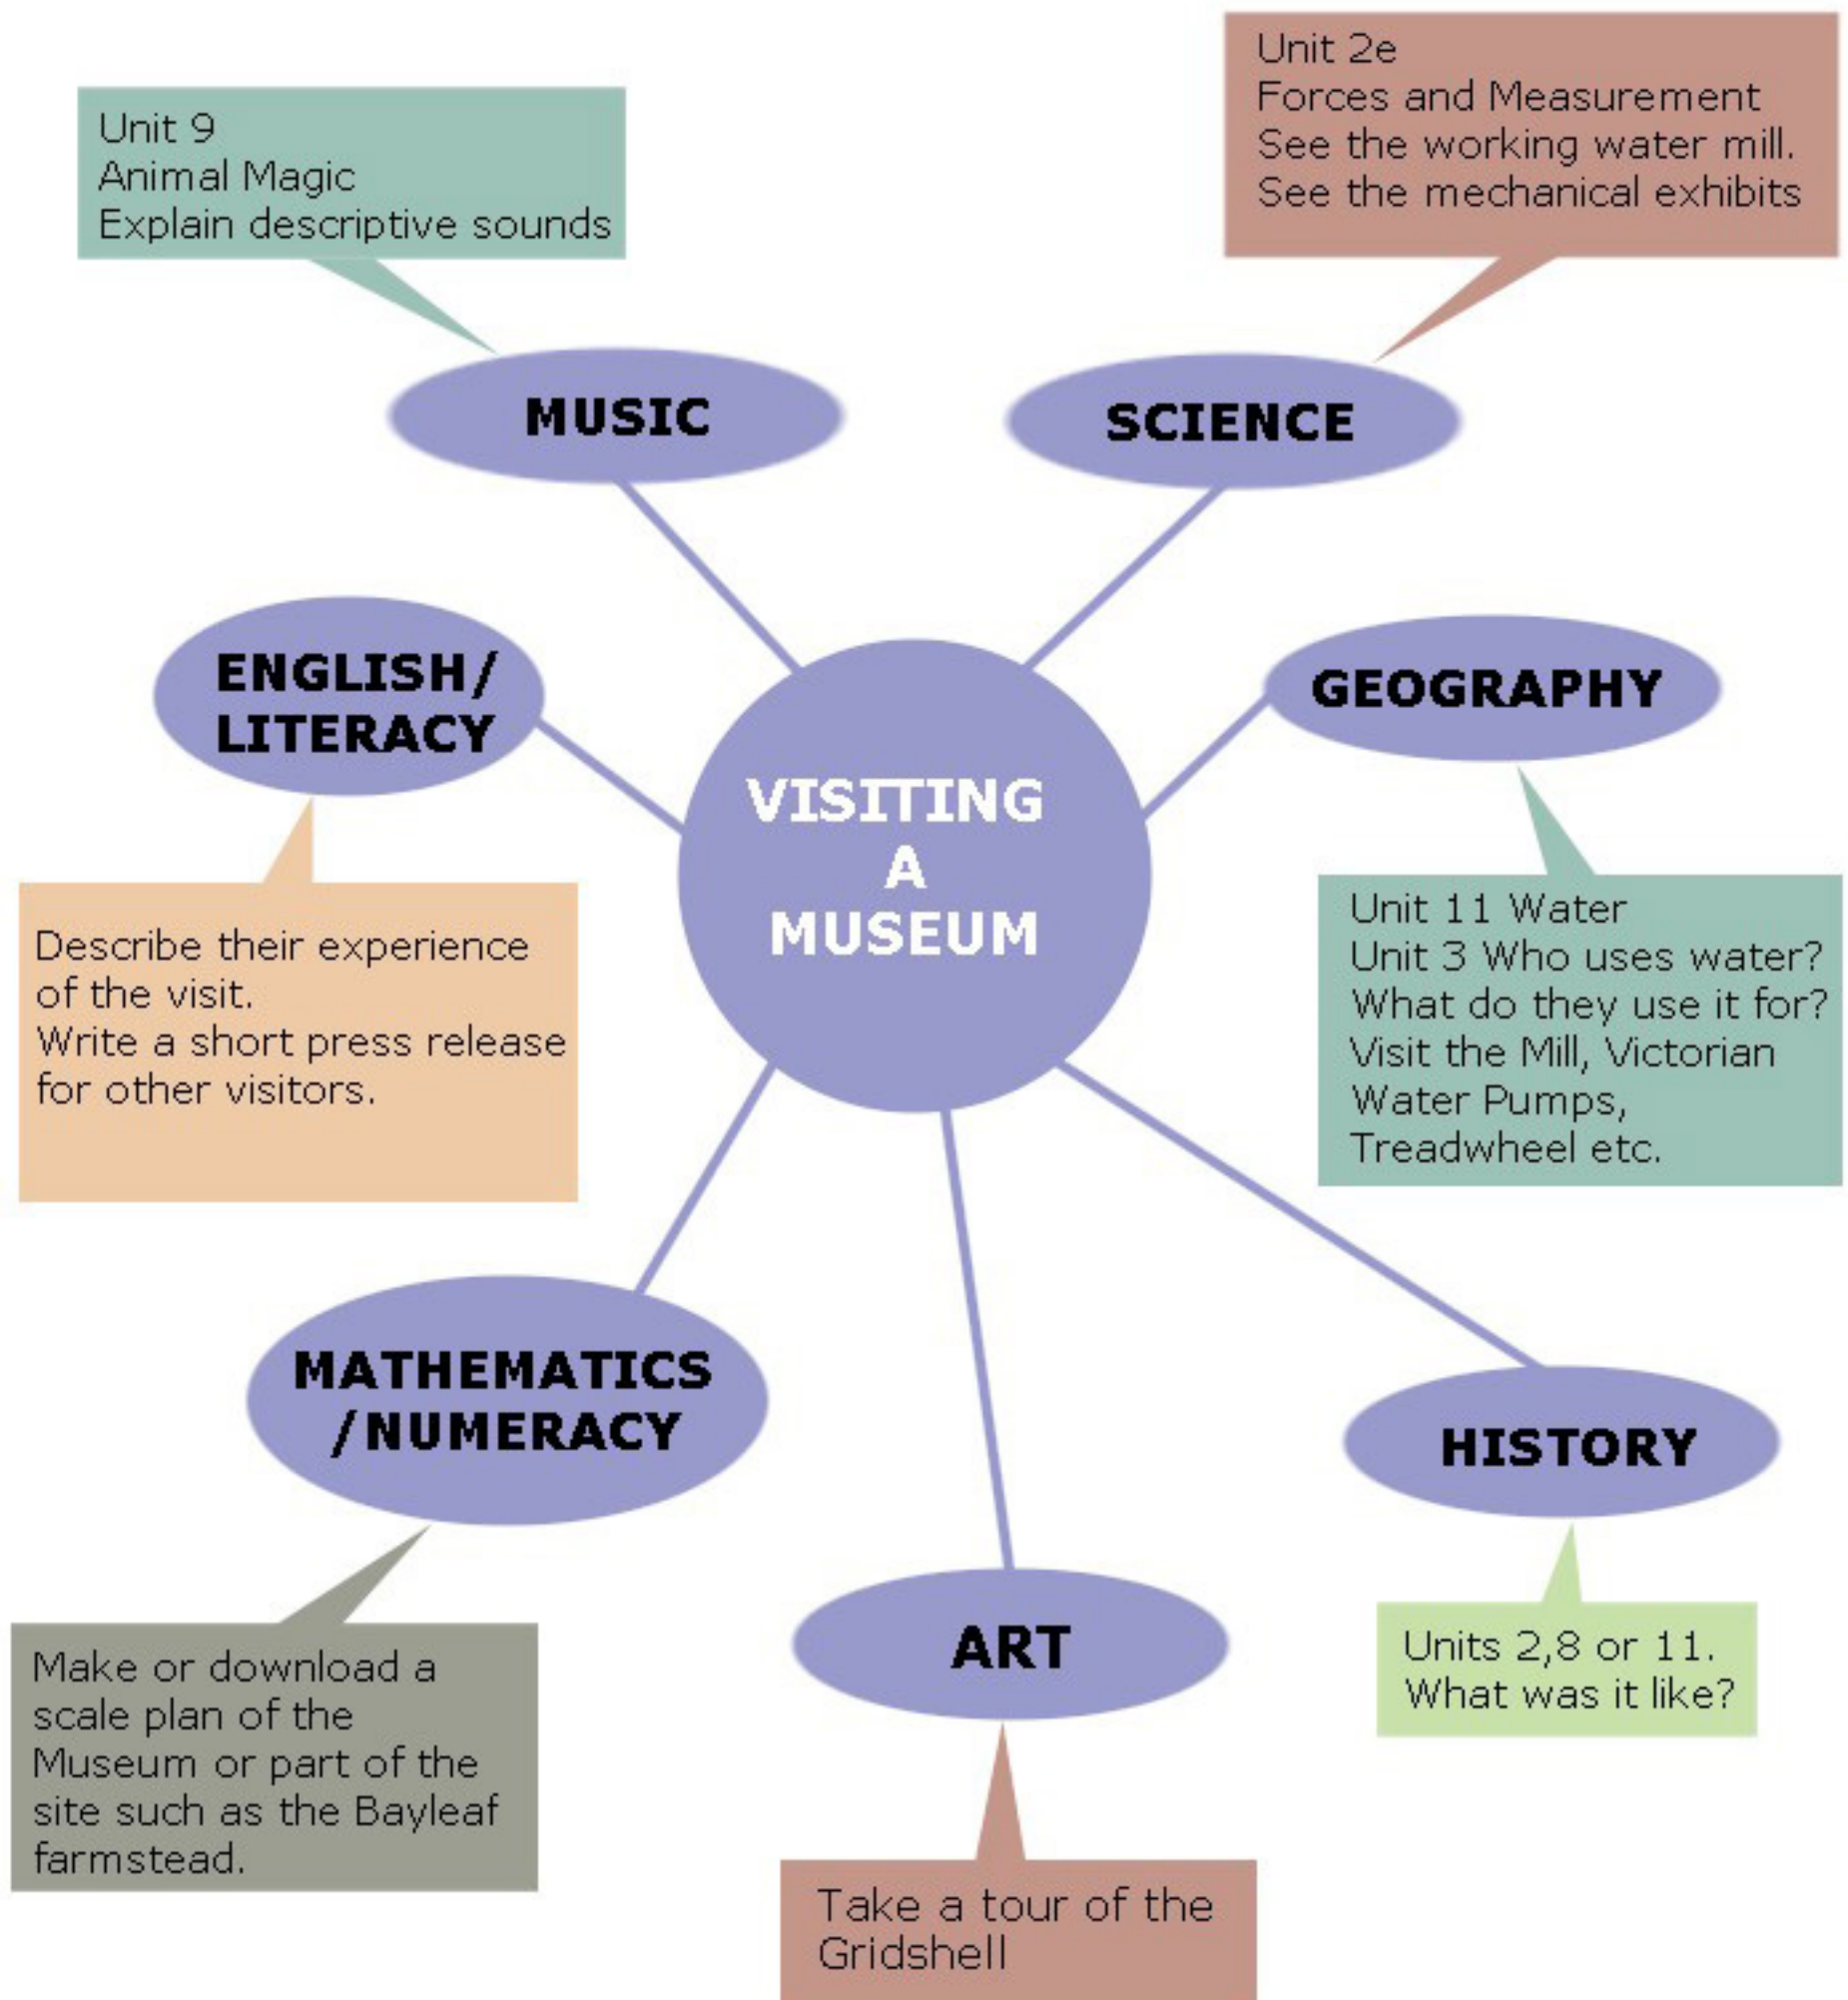 Unit 9
Animal Magic
Explain descriptive sounds
Unit 2e
Forces and Measurement
See the working water mill.
See the mechanical exhibits
MUSIC
SCIENCE
ENGLISH/
LITERACY
GEOGRAPHY
VISITING
A
MUSEUM
Describe their experience
of the visit.
Write a short press release
for other visitors.
Unit 11 Water
Unit 3 Who uses water?
What do they use it for?
Visit the Mill, Victorian
Water Pumps,
Treadwheel etc.
MATHEMATICS
/NUMERACY
HISTORY
ART
Make or download a
scale plan of the
Museum or part of the
site such as the Bayleaf
farmstead.
Units 2,8 or 11.
What was it like?
Take a tour of the
Gridshell